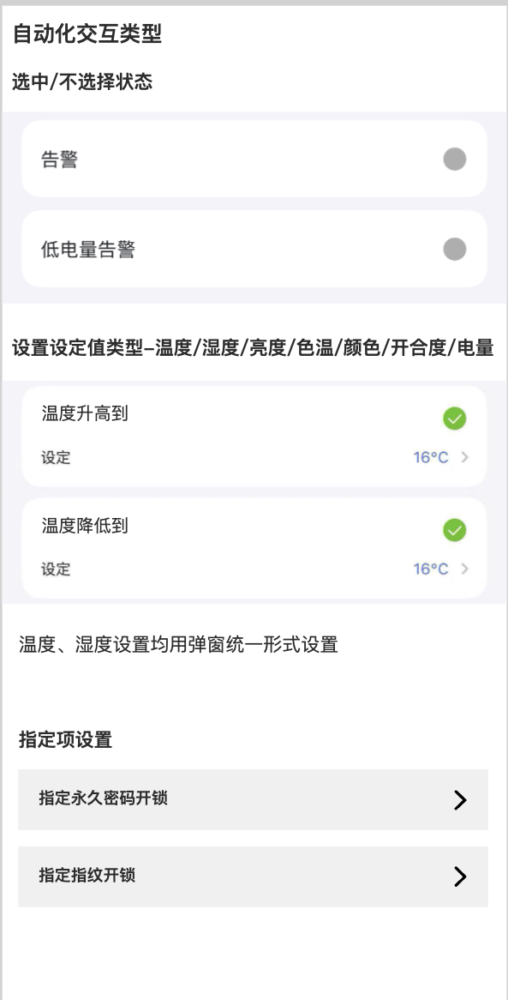 自动化交互类型
选中/不选择状态
告警
低电量告警
设置设定值类型–温度/湿度/亮度/色温/颜色/开合度/电量
温度升高到
设定 16°C
温度降低到
设定 16°C
温度、湿度设置均用弹窗统一形式设置
指定项设置
指定永久密码开锁
指定指纹开锁